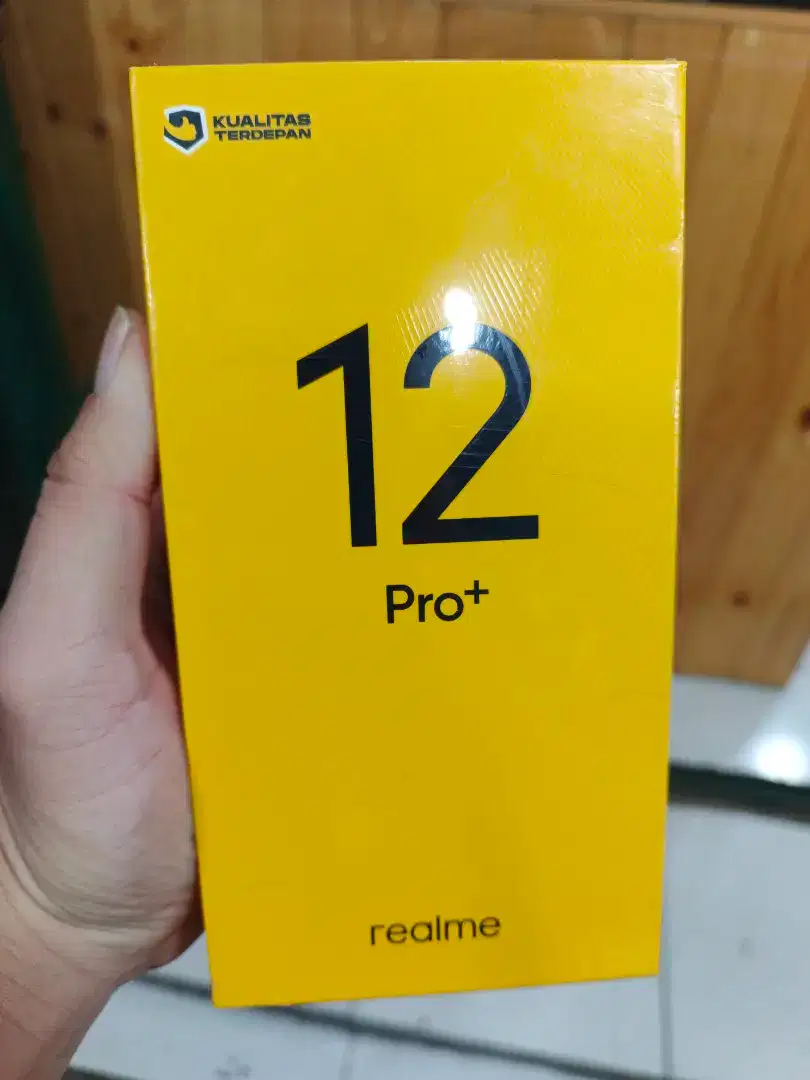 KUALITAS
TERDEPAN
12
Pro+
realme